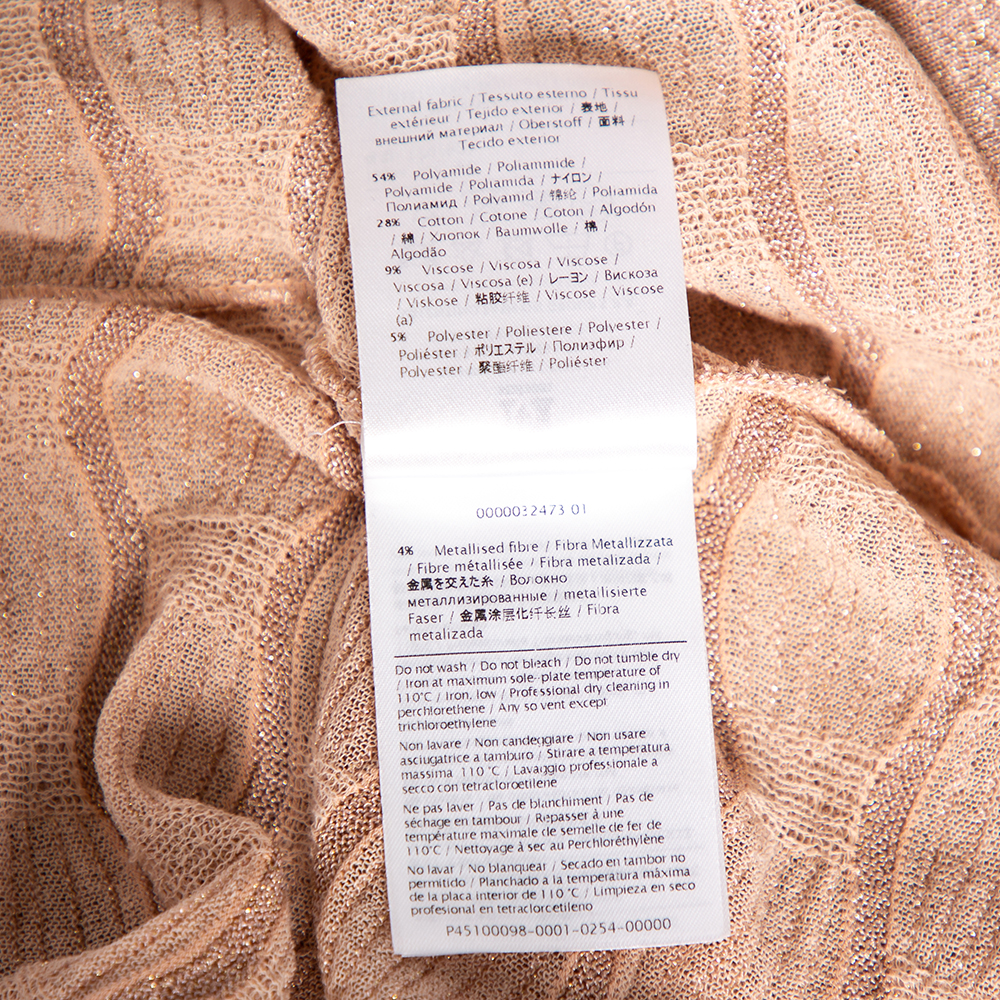 External fabric / Tessuto esterno / Tissu
extérieur / Tejido exterior / 表地 /
внешний материал / Oberstoff / 面料 /
Tecido exterior
54% Polyamide / Poliammide /
Polyamide / Poliamida / ナイロン /
Полиамид / Polyamid / 锦纶 / Poliamida
28% Cotton / Cotone / Coton / Algodón
/ 綿 / Хлопок / Baumwolle / 棉 /
Algodão
9% Viscose / Viscosa / Viscose /
Viscosa / Viscosa (e) / レーヨン / Вискоза
/ Viskose / 粘胶纤维 / Viscose / Viscose
(a)
5% Polyester / Poliestere / Polyester /
Poliéster / ポリエステル / Полиэфир /
Polyester / 聚酯纤维 / Poliéster
0000032473 01
4% Metallised fibre / Fibra Metallizzata
/ Fibre métallisée / Fibra metalizada /
金属を交えた糸 / Волокно
металлизированные / metallisierte
Faser / 金属涂层化纤长丝 / Fibra
metalizada
Do not wash / Do not bleach / Do not tumble dry
/ Iron at maximum sole-plate temperature of
110°C / Iron, low / Professional dry cleaning in
perchlorethene / Any so vent except
trichloroethylene
Non lavare / Non candeggiare / Non usare
asciugatrice a tamburo / Stirare a temperatura
massima 110 °C / Lavaggio professionale a
secco con tetracloroetilene
Ne pas laver / Pas de blanchiment / Pas de
séchage en tambour / Repasser à une
température maximale de semelle de fer de
110°C / Nettoyage à sec au Perchloréthylène
No lavar / No blanquear / Secado en tambor no
permitido / Planchado a la temperatura máxima
de la placa interior de 110 °C / Limpieza en seco
profesional en tetraclorcetileno
P45100098-0001-0254-00000